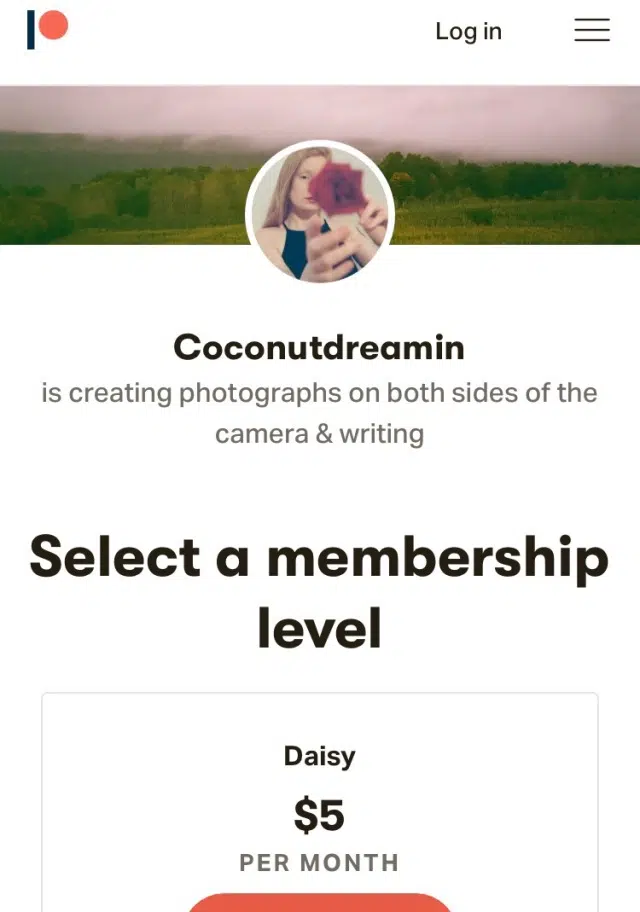 Log in
Coconutdreamin
is creating photographs on both sides of the
camera & writing
Select a membership
level
Daisy
$5
PER MONTH